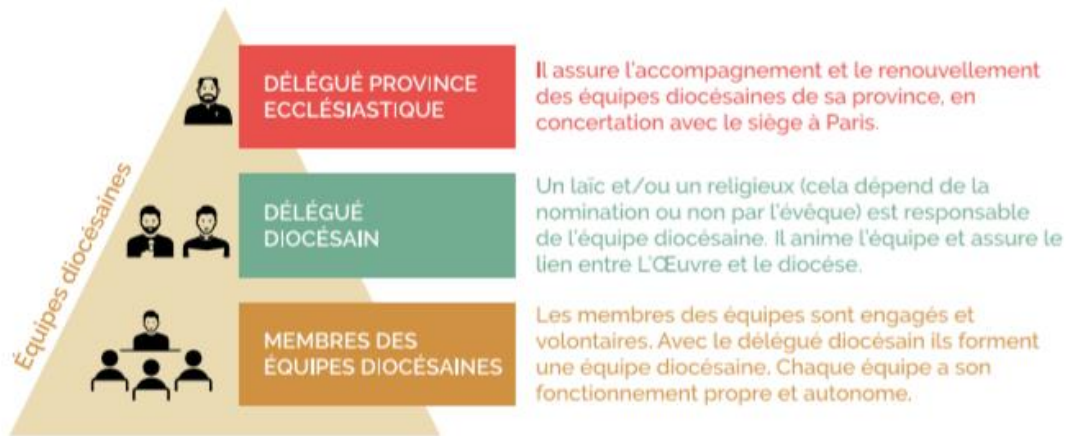 Équipes diocésaines
DÉLÉGUÉ PROVINCE
ECCLÉSIASTIQUE
Il assure l'accompagnement et le renouvellement
des équipes diocésaines de sa province, en
concertation avec le siège à Paris.
DÉLÉGUÉ
DIOCÉSAIN
Un laïc et/ou un religieux (cela dépend de la
nomination ou non par l'évêque) est responsable
de l'équipe diocésaine. Il anime l'équipe et assure le
lien entre L'Œuvre et le diocése.
MEMBRES DES
ÉQUIPES DIOCÉSAINES
Les membres des équipes sont engagés et
volontaires. Avec le délégué diocésain ils forment
une équipe diocésaine. Chaque équipe a son
fonctionnement propre et autonome.